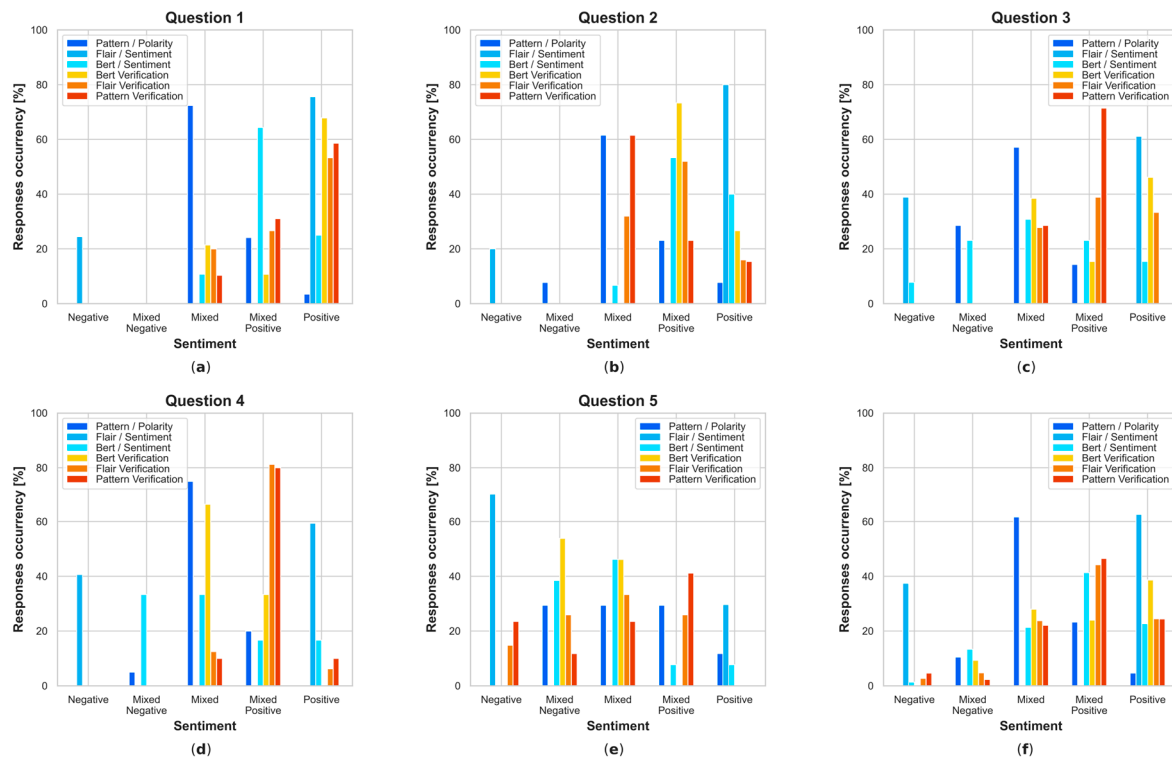 Question 1
100
80
60
40
20
0
Responses occurrency [%]
Pattern / Polarity
Flair / Sentiment
Bert / Sentiment
Bert Verification
Flair Verification
Pattern Verification
Negative
Mixed
Negative
Mixed
Mixed
Positive
Positive
Sentiment
(a)
Question 2
100
80
60
40
20
0
Responses occurrency [%]
Pattern / Polarity
Flair / Sentiment
Bert / Sentiment
Bert Verification
Flair Verification
Pattern Verification
Negative
Mixed
Negative
Mixed
Mixed
Positive
Positive
Sentiment
(b)
Question 3
100
80
60
40
20
0
Responses occurrency [%]
Pattern / Polarity
Flair / Sentiment
Bert / Sentiment
Bert Verification
Flair Verification
Pattern Verification
Negative
Mixed
Negative
Mixed
Mixed
Positive
Positive
Sentiment
(c)
Question 4
100
80
60
40
20
0
Responses occurrency [%]
Pattern / Polarity
Flair / Sentiment
Bert / Sentiment
Bert Verification
Flair Verification
Pattern Verification
Negative
Mixed
Negative
Mixed
Mixed
Positive
Positive
Sentiment
(d)
Question 5
100
80
60
40
20
0
Responses occurrency [%]
Pattern / Polarity
Flair / Sentiment
Bert / Sentiment
Bert Verification
Flair Verification
Pattern Verification
Negative
Mixed
Negative
Mixed
Mixed
Positive
Positive
Sentiment
(e)
100
80
60
40
20
0
Responses occurrency [%]
Pattern / Polarity
Flair / Sentiment
Bert / Sentiment
Bert Verification
Flair Verification
Pattern Verification
Negative
Mixed
Negative
Mixed
Mixed
Positive
Positive
Sentiment
(f)